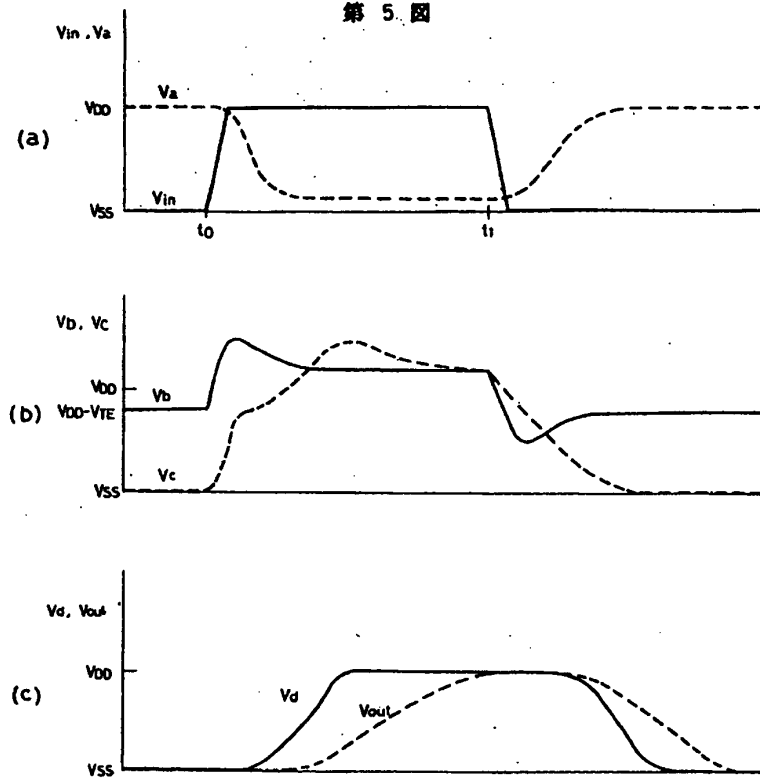 第 5 図
Vin , Va
Va
VDD
(a)
Vin
VSS
t0
t1
Vb , Vc
VDD
Vb
(b)
VDD-VTE
Vc
VSS
Vd , Vout
VDD
(c)
Vd
Vout
VSS